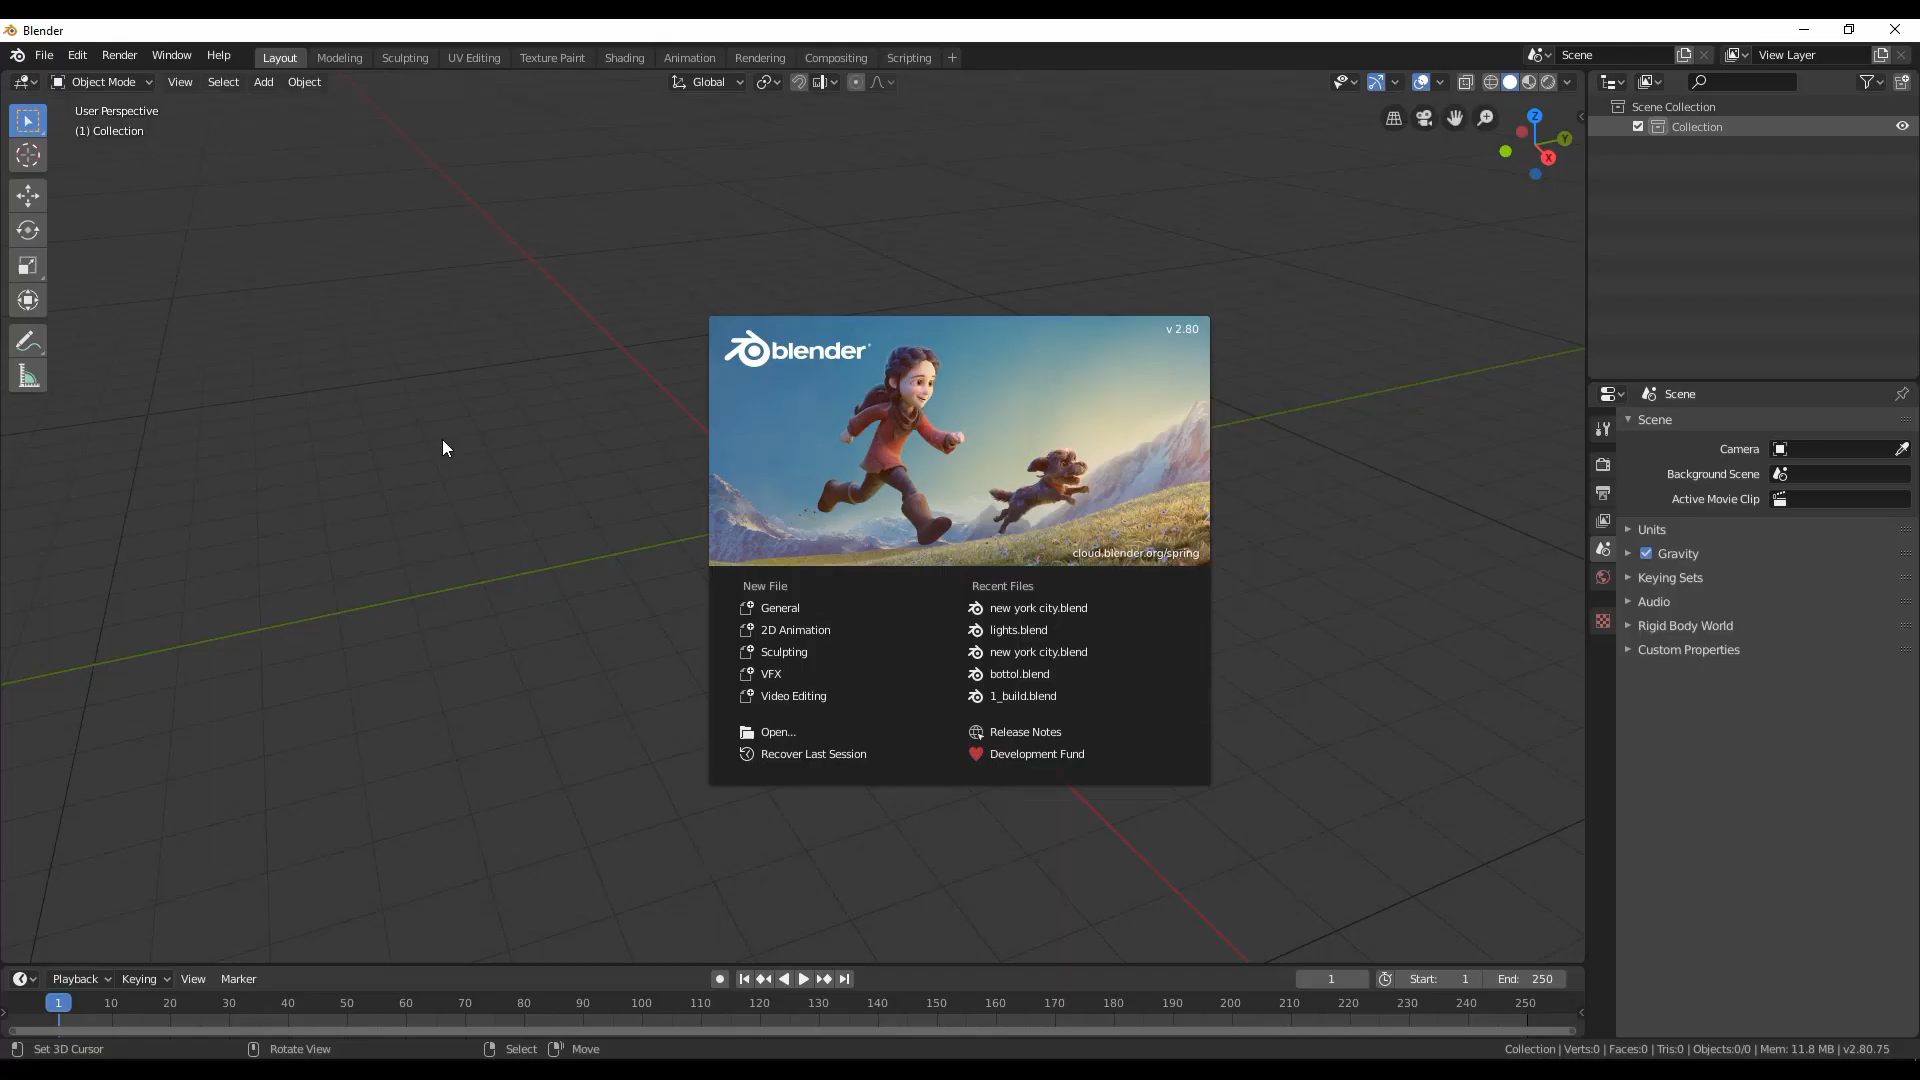 Blender
File Edit Render Window Help Layout Modeling Sculpting UV Editing Texture Paint Shading Animation Rendering Compositing Scripting + Scene View Layer
Object Mode View Select Add Object Global
User Perspective
(1) Collection
Z
Y
X
Scene Collection
Collection
blender
v 2.80
cloud.blender.org/spring
New File
General
2D Animation
Sculpting
VFX
Video Editing
Open...
Recover Last Session
Recent Files
new york city.blend
lights.blend
new york city.blend
bottol.blend
1_build.blend
Release Notes
Development Fund
Scene
Scene
Camera
Background Scene
Active Movie Clip
Units
Gravity
Keying Sets
Audio
Rigid Body World
Custom Properties
Playback Keying View Marker 1 Start: 1 End: 250
1 10 20 30 40 50 60 70 80 90 100 110 120 130 140 150 160 170 180 190 200 210 220 230 240 250
Set 3D Cursor Rotate View Select Move Collection | Verts:0 | Faces:0 | Tris:0 | Objects:0/0 | Mem: 11.8 MB | v2.80.75